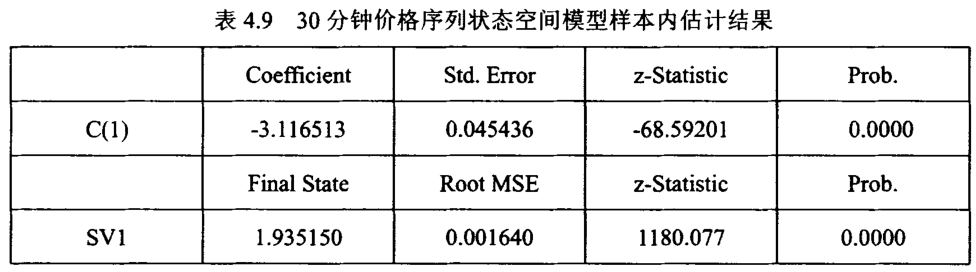 表 4.9 30 分钟价格序列状态空间模型样本内估计结果
Coefficient Std. Error z-Statistic Prob.
C(1) -3.116513 0.045436 -68.59201 0.0000
Final State Root MSE z-Statistic Prob.
SV1 1.935150 0.001640 1180.077 0.0000